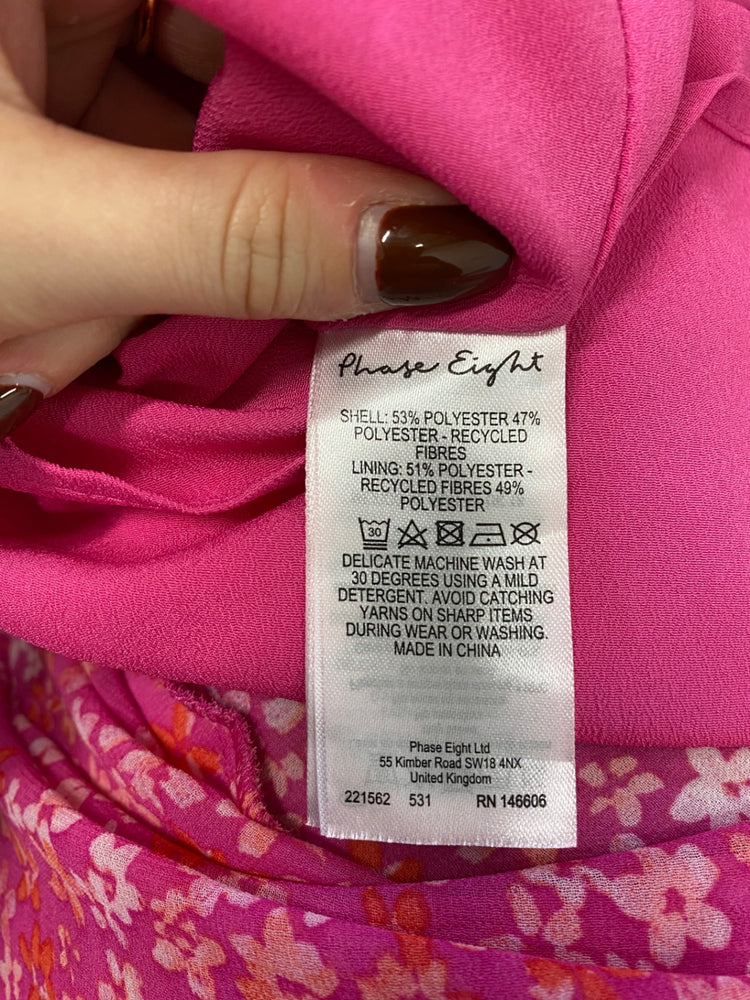 Phase Eight
SHELL: 53% POLYESTER 47%
POLYESTER - RECYCLED
FIBRES
LINING: 51% POLYESTER -
RECYCLED FIBRES 49%
POLYESTER
30
DELICATE MACHINE WASH AT
30 DEGREES USING A MILD
DETERGENT. AVOID CATCHING
YARNS ON SHARP ITEMS
DURING WEAR OR WASHING.
MADE IN CHINA
Phase Eight Ltd
55 Kimber Road SW18 4NX
United Kingdom
221562 531 RN 146606